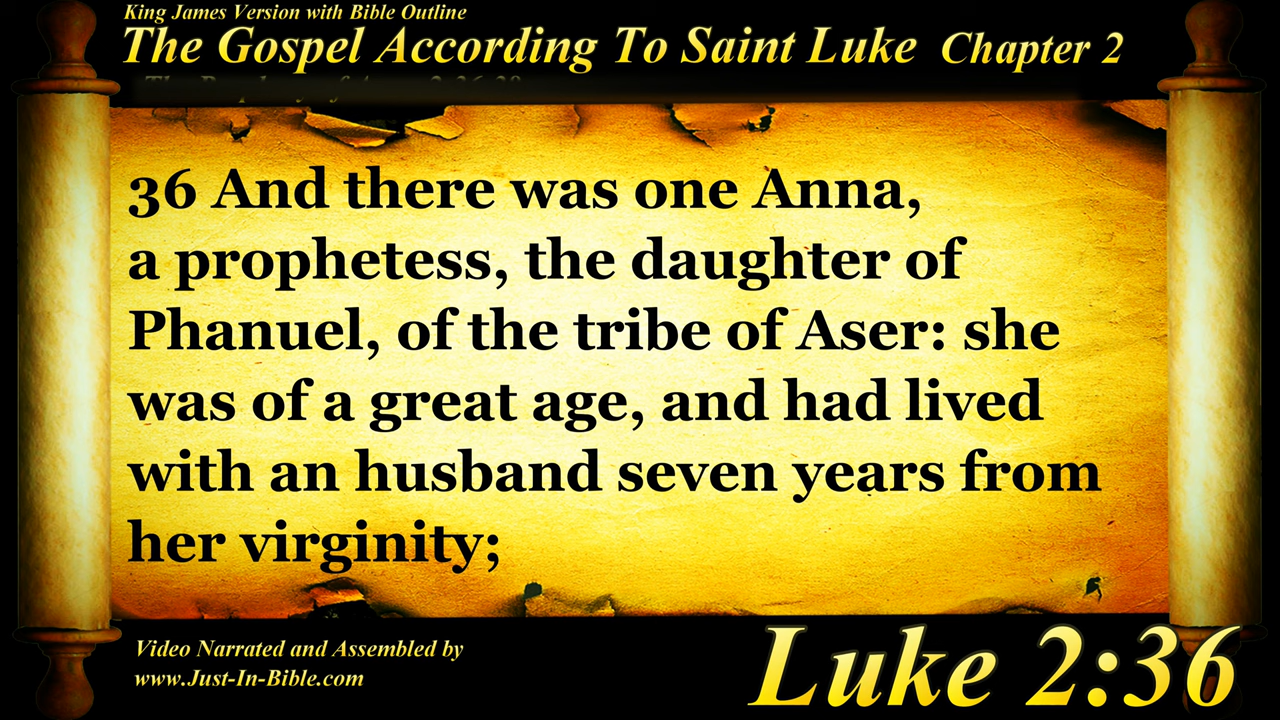 King James Version with Bible Outline
The Gospel According To Saint Luke Chapter 2
36 And there was one Anna,
a prophetess, the daughter of
Phanuel, of the tribe of Aser: she
was of a great age, and had lived
with an husband seven years from
her virginity;
Video Narrated and Assembled by
www.Just-In-Bible.com
Luke 2:36